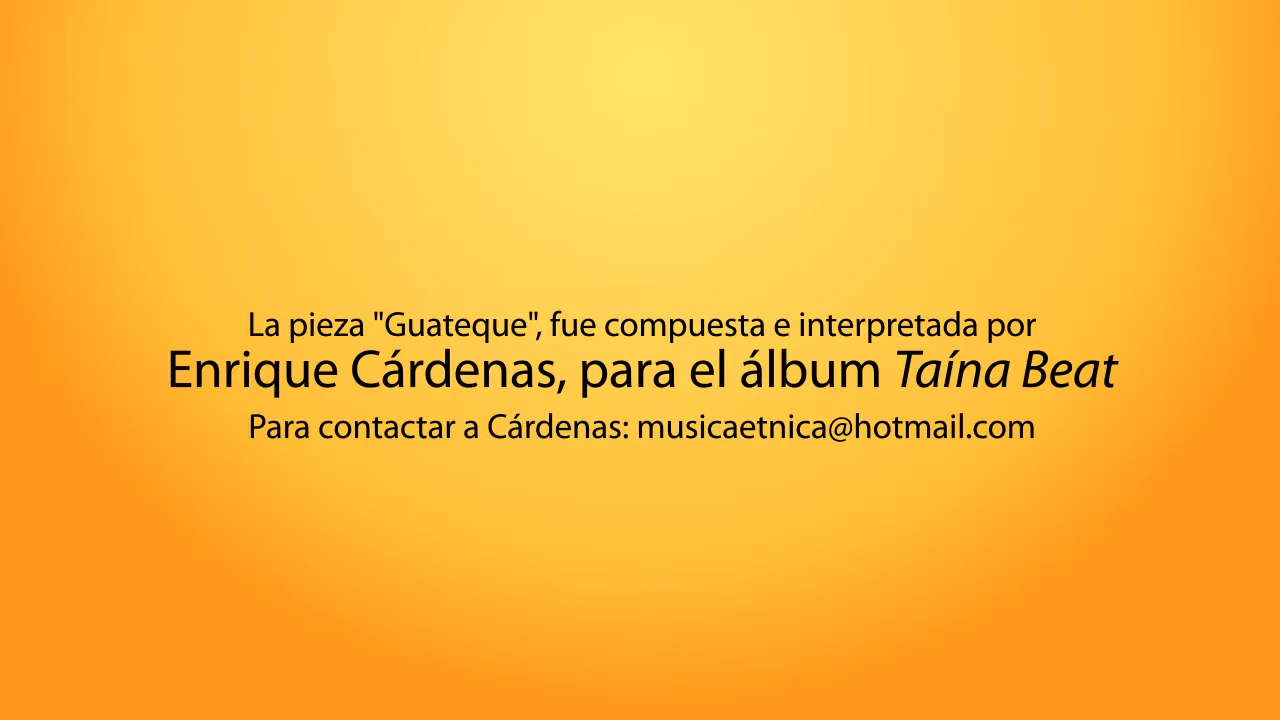 La pieza "Guateque", fue compuesta e interpretada por
Enrique Cárdenas, para el álbum Taína Beat
Para contactar a Cárdenas: musicaetnica@hotmail.com